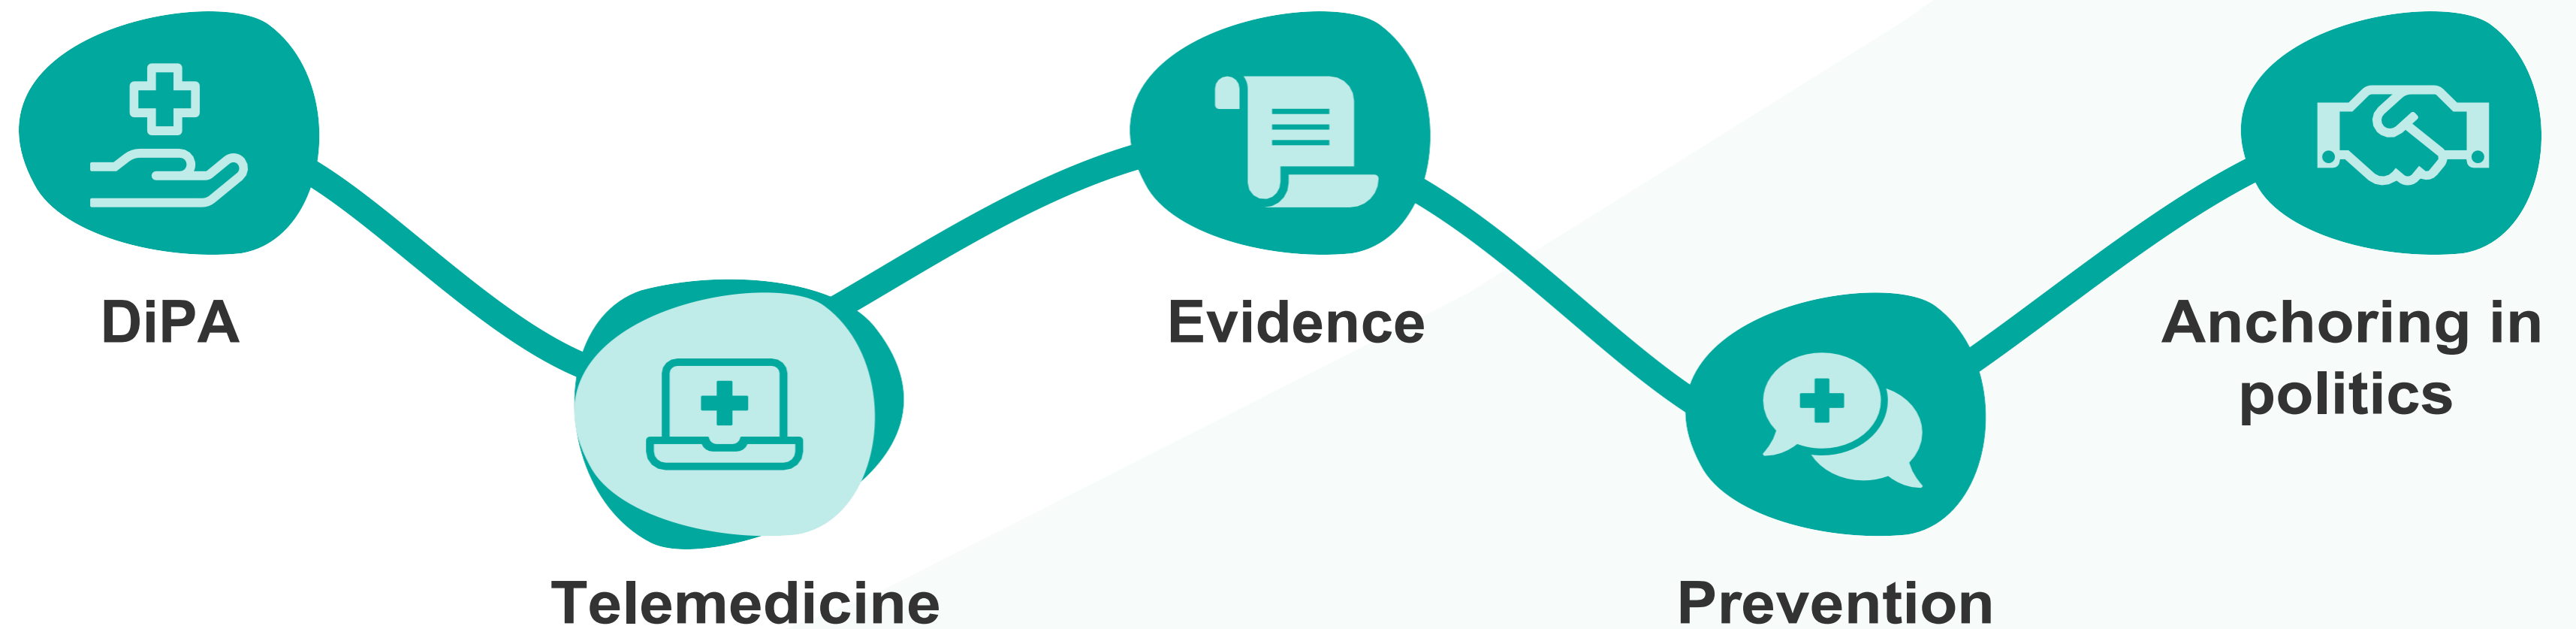 DiPA
Telemedicine
Evidence
Prevention
Anchoring in
politics